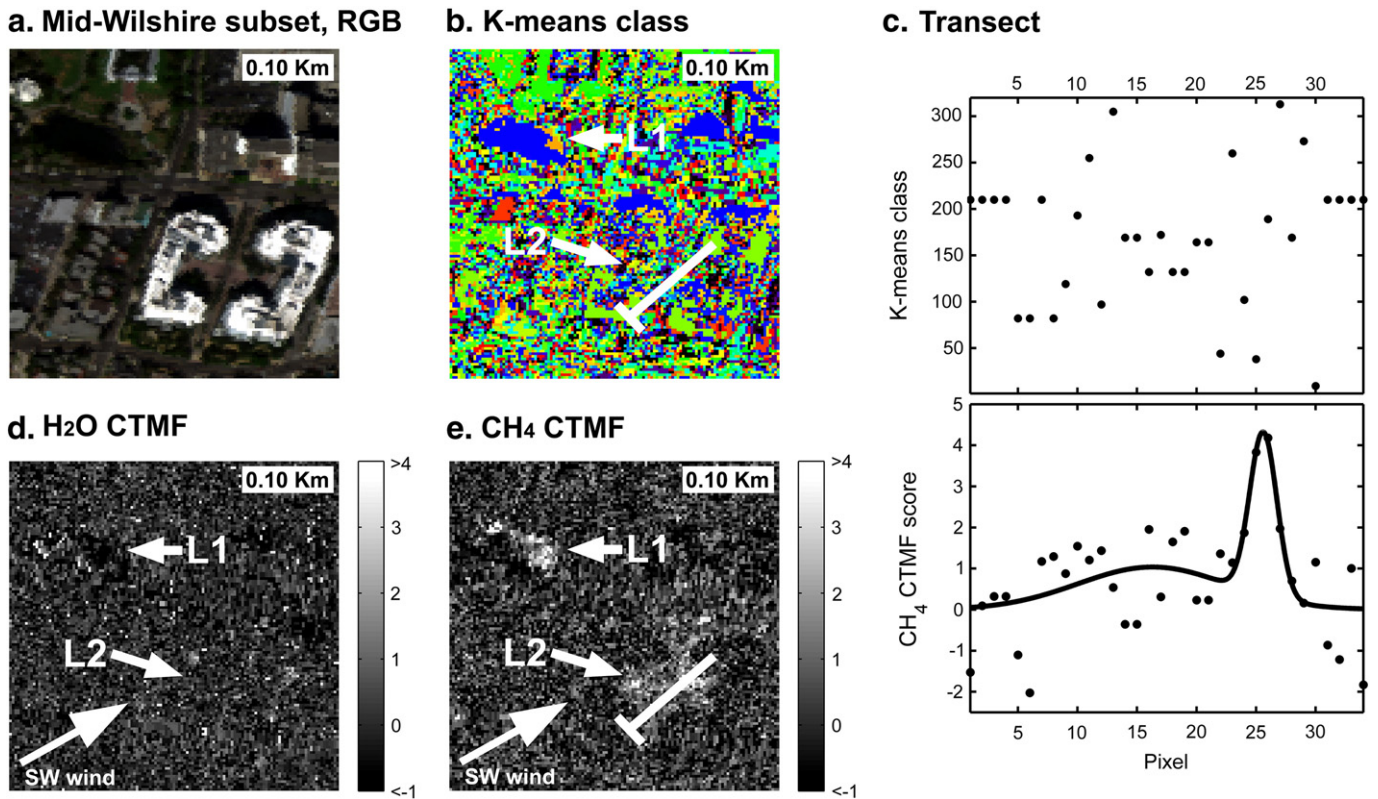 a. Mid-Wilshire subset, RGB
0.10 Km
b. K-means class
0.10 Km
L1
L2
c. Transect
5 10 15 20 25 30
K-means class
300
250
200
150
100
50
CH4 CTMF score
5
4
3
2
1
0
-1
-2
5 10 15 20 25 30
Pixel
d. H2O CTMF
0.10 Km
L1
L2
SW wind
>4
3
2
1
0
<-1
e. CH4 CTMF
0.10 Km
L1
L2
SW wind
>4
3
2
1
0
<-1